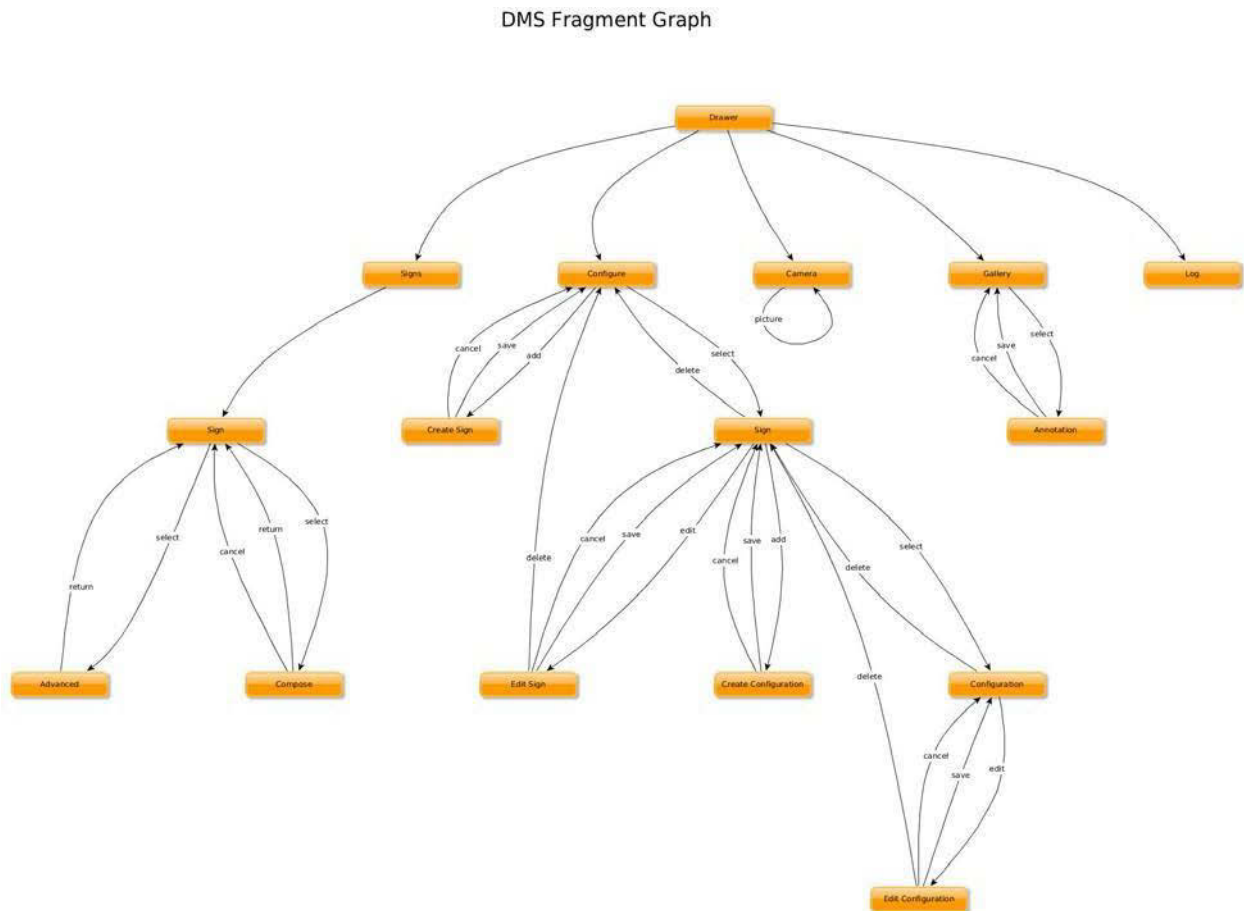 DMS Fragment Graph
Drawer
Signs
Configure
Camera
Gallery
Log
picture
cancel
save
add
select
delete
cancel
save
select
Sign
Create Sign
Sign
Annotation
return
select
cancel
return
select
delete
cancel
save
edit
cancel
save
add
delete
select
Advanced
Compose
Edit Sign
Create Configuration
Configuration
delete
cancel
save
edit
Edit Configuration